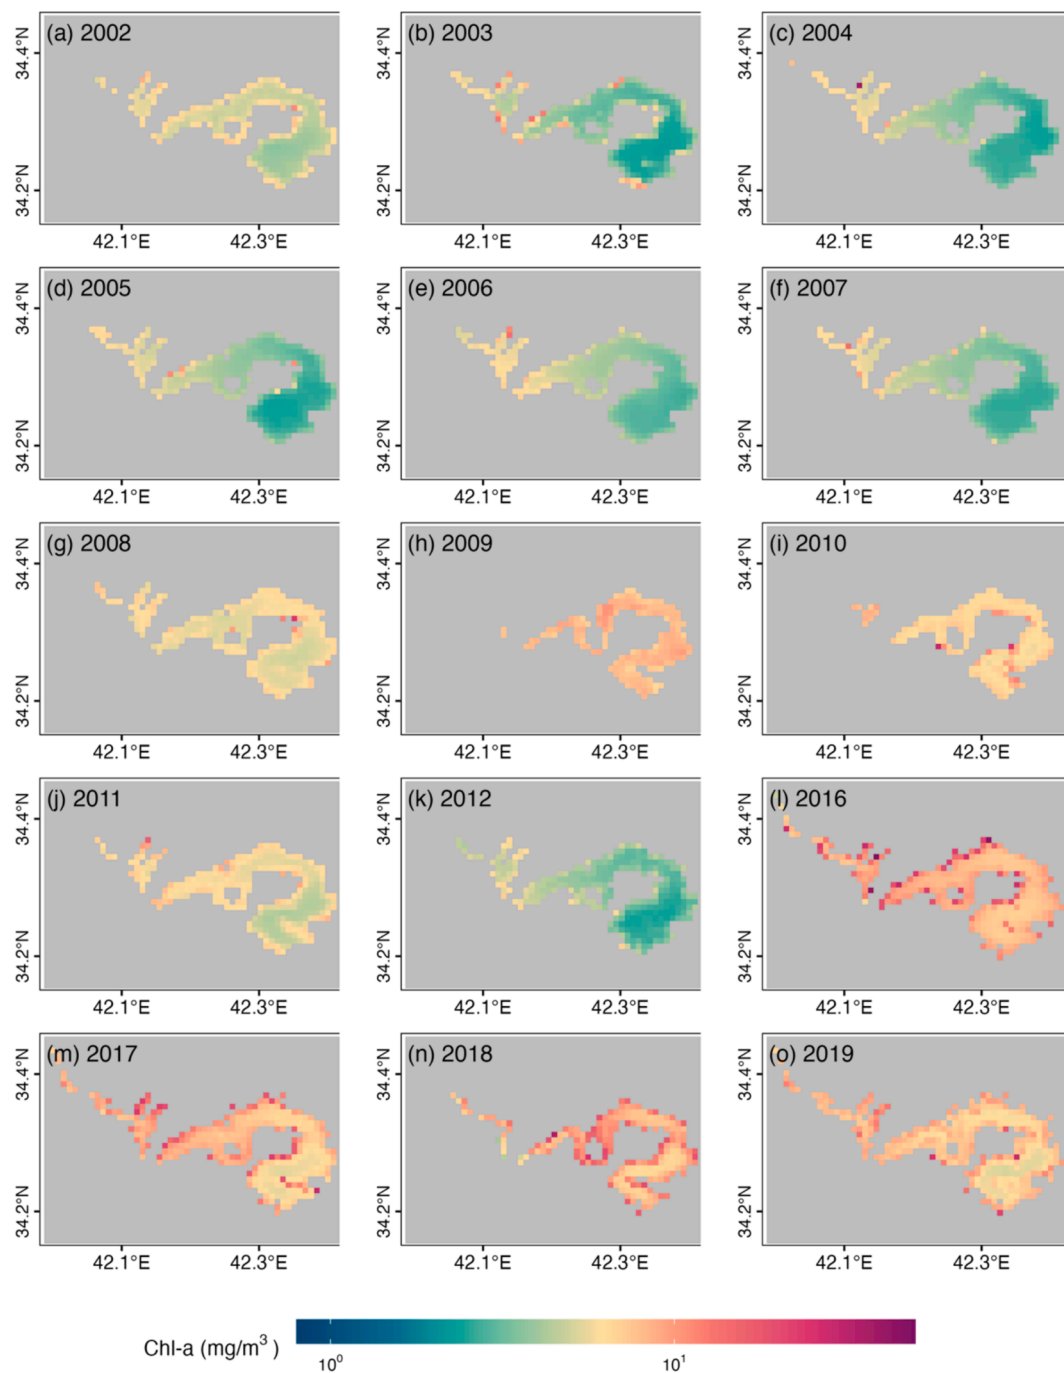 (a) 2002 (b) 2003 (c) 2004
34.4°N 34.4°N 34.4°N
34.2°N 34.2°N 34.2°N
42.1°E 42.3°E 42.1°E 42.3°E 42.1°E 42.3°E
(d) 2005 (e) 2006 (f) 2007
34.4°N 34.4°N 34.4°N
34.2°N 34.2°N 34.2°N
42.1°E 42.3°E 42.1°E 42.3°E 42.1°E 42.3°E
(g) 2008 (h) 2009 (i) 2010
34.4°N 34.4°N 34.4°N
34.2°N 34.2°N 34.2°N
42.1°E 42.3°E 42.1°E 42.3°E 42.1°E 42.3°E
(j) 2011 (k) 2012 (l) 2016
34.4°N 34.4°N 34.4°N
34.2°N 34.2°N 34.2°N
42.1°E 42.3°E 42.1°E 42.3°E 42.1°E 42.3°E
(m) 2017 (n) 2018 (o) 2019
34.4°N 34.4°N 34.4°N
34.2°N 34.2°N 34.2°N
42.1°E 42.3°E 42.1°E 42.3°E 42.1°E 42.3°E
Chl-a (mg/m³)
10⁰ 10¹